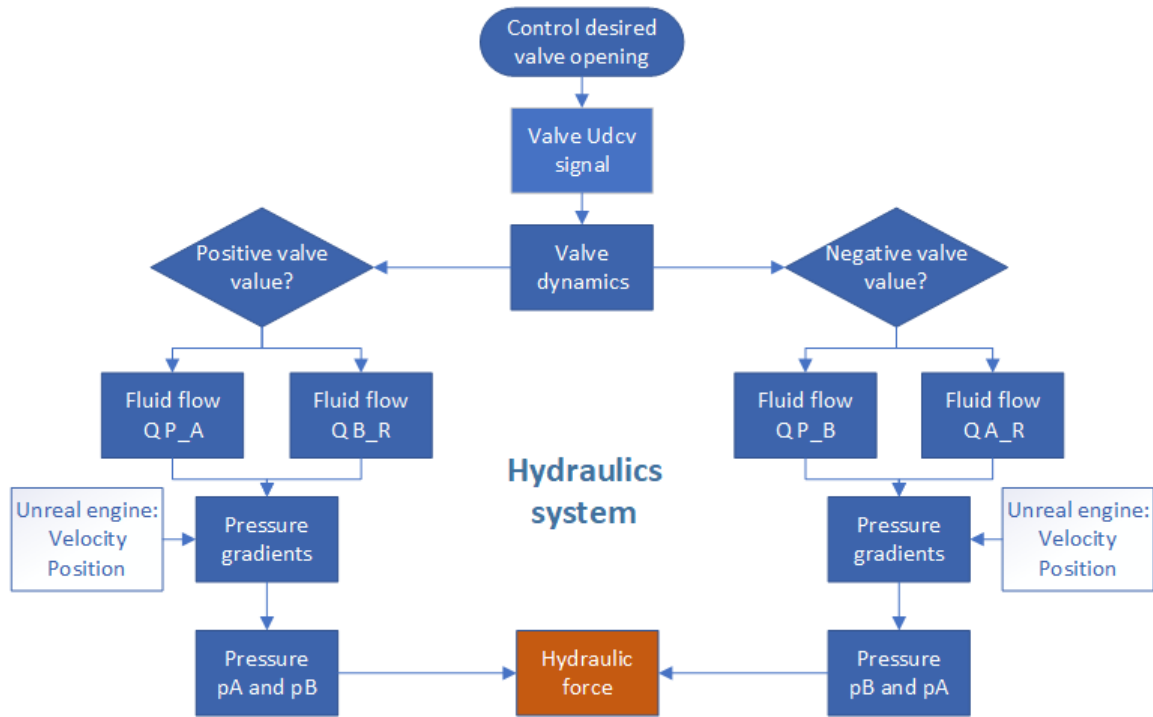 Control desired
valve opening
Valve Udcv
signal
Positive valve
value?
Valve
dynamics
Negative valve
value?
Fluid flow
Q P_A
Fluid flow
Q B_R
Fluid flow
Q P_B
Fluid flow
Q A_R
Hydraulics
system
Unreal engine:
Velocity
Position
Pressure
gradients
Pressure
gradients
Unreal engine:
Velocity
Position
Pressure
pA and pB
Hydraulic
force
Pressure
pB and pA